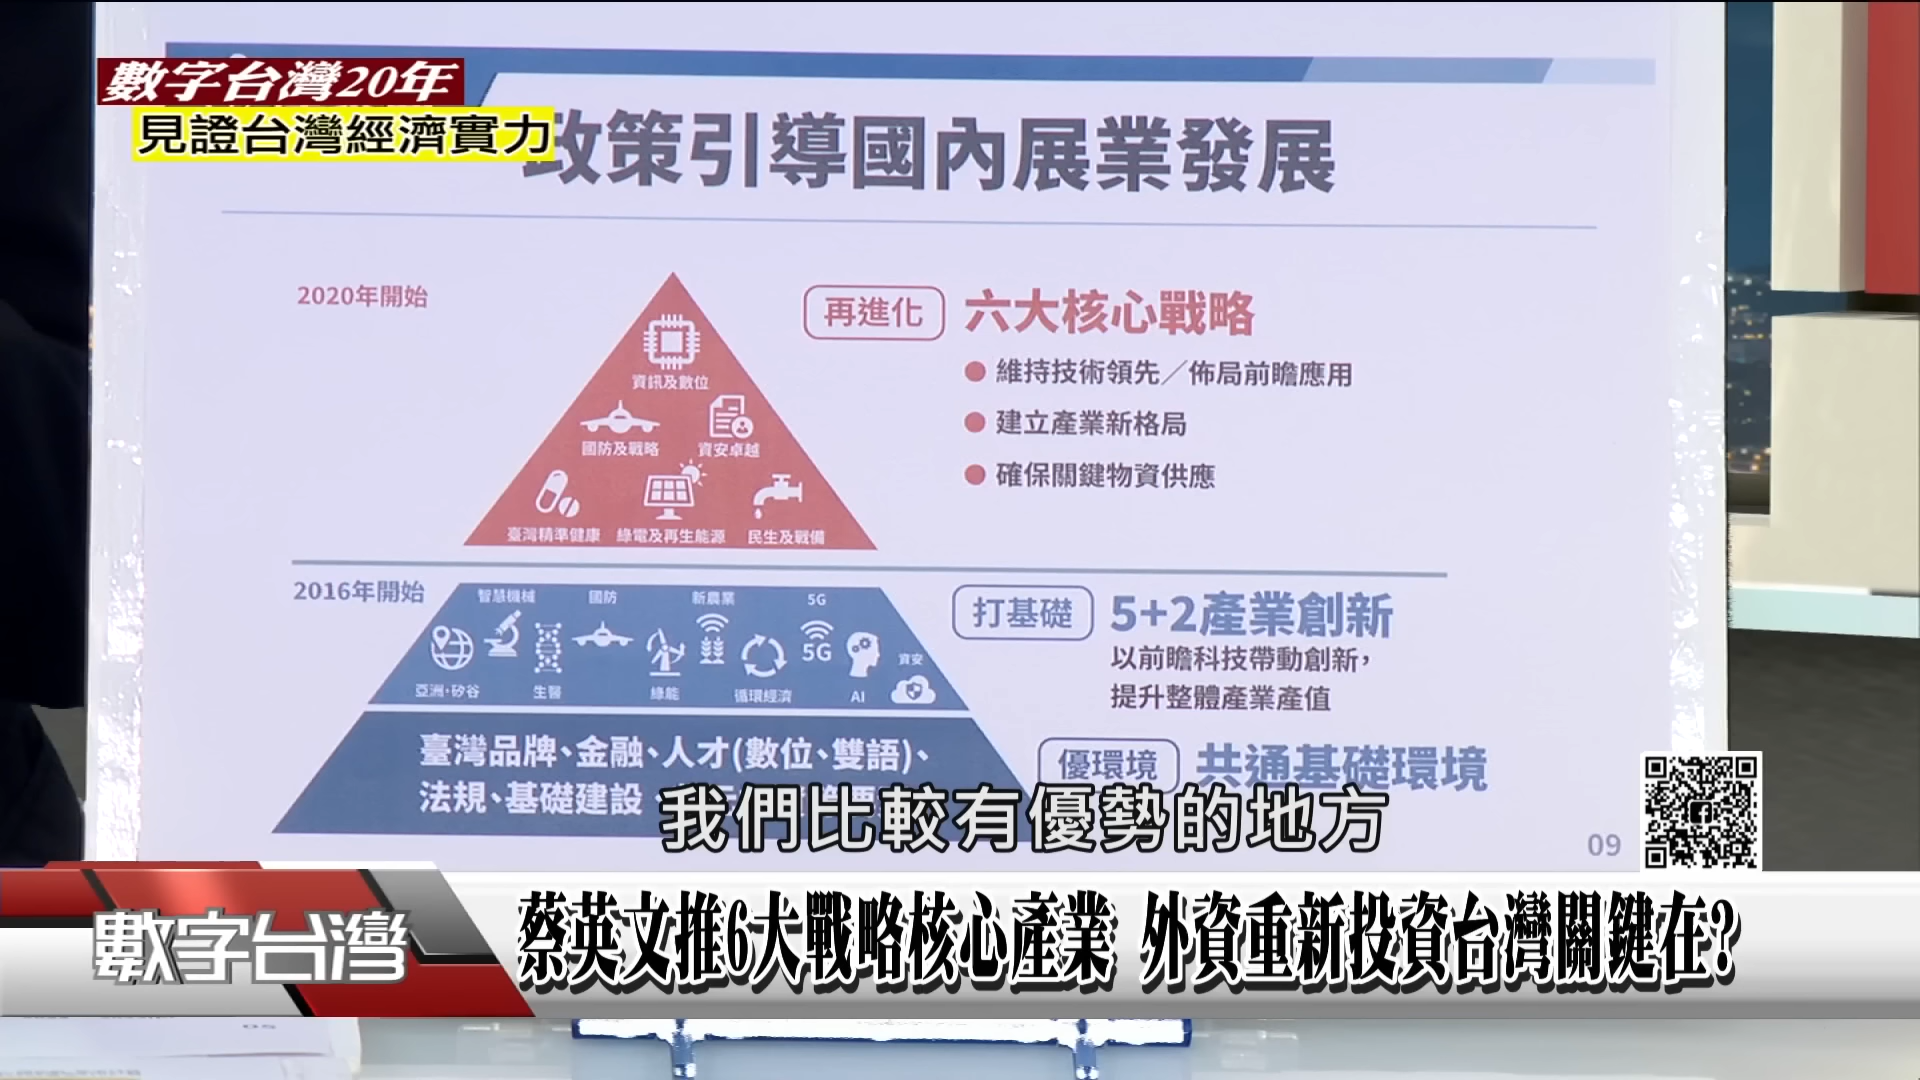 數字台灣20年
見證台灣經濟實力
政策引導國內展業發展
2020年開始
資訊及數位
國防及戰略
資安卓越
臺灣精準健康
綠電及再生能源
民生及戰備
再進化
六大核心戰略
維持技術領先／佈局前瞻應用
建立產業新格局
確保關鍵物資供應
2016年開始
智慧機械
國防
新農業
5G
5G
資安
亞洲·矽谷
生醫
綠能
循環經濟
AI
打基礎
5+2產業創新
以前瞻科技帶動創新，
提升整體產業產值
臺灣品牌、金融、人才(數位、雙語)、
法規、基礎建設
優環境
共通基礎環境
我們比較有優勢的地方
09
數字台灣
蔡英文推6大戰略核心產業 外資重新投資台灣關鍵在?
05